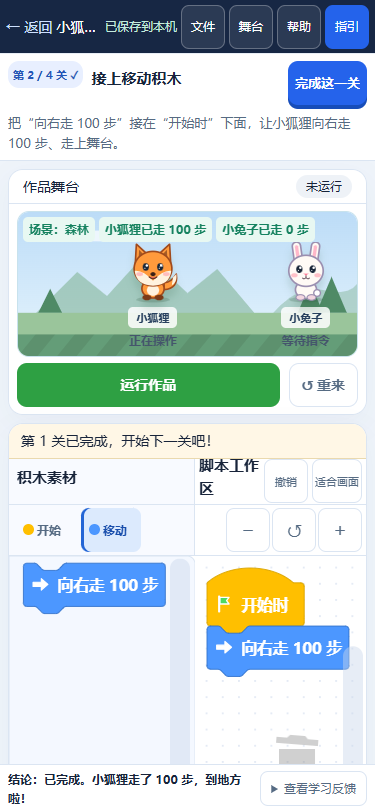 ← 返回 小狐... 已保存到本机 文件 舞台 帮助 指引
第 2 / 4 关 ✓ 接上移动积木 完成这一关
把“向右走 100 步”接在“开始时”下面，让小狐狸向右走
100 步、走上舞台。
作品舞台 未运行
场景：森林 小狐狸已走 100 步 小兔子已走 0 步
小狐狸 小兔子
正在操作 等待指令
运行作品 ↺ 重来
第 1 关已完成，开始下一关吧！
积木素材 脚本工作
区 撤销 适合画面
开始 移动 − ↺ +
向右走 100 步
开始时
向右走 100 步
结论：已完成。小狐狸走了 100 步，到地方
啦！
▶ 查看学习反馈